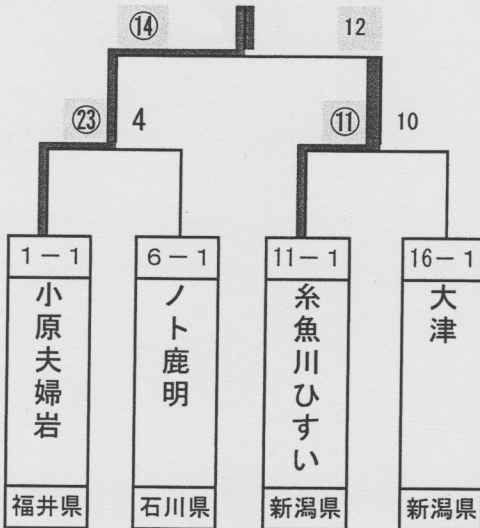 ⑭ 12
㉓ 4 ⑪ 10
1－1 6－1 11－1 16－1
小原夫婦岩
ノト鹿明
糸魚川ひすい
大津
福井県 石川県 新潟県 新潟県